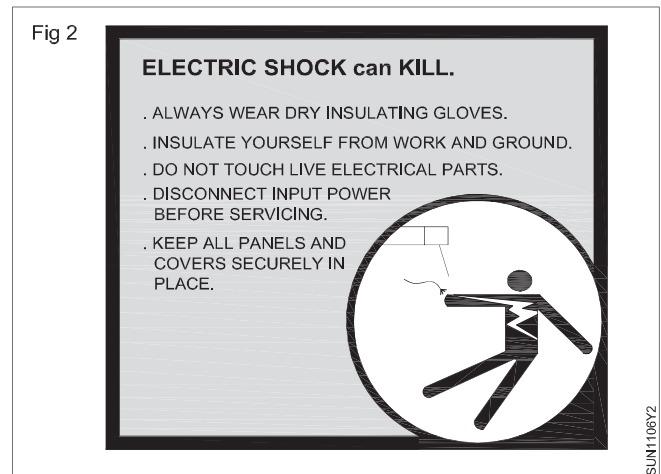 Fig 2
ELECTRIC SHOCK can KILL.
. ALWAYS WEAR DRY INSULATING GLOVES.
. INSULATE YOURSELF FROM WORK AND GROUND.
. DO NOT TOUCH LIVE ELECTRICAL PARTS.
. DISCONNECT INPUT POWER
BEFORE SERVICING.
. KEEP ALL PANELS AND
COVERS SECURELY IN
PLACE.
SUN1106Y2